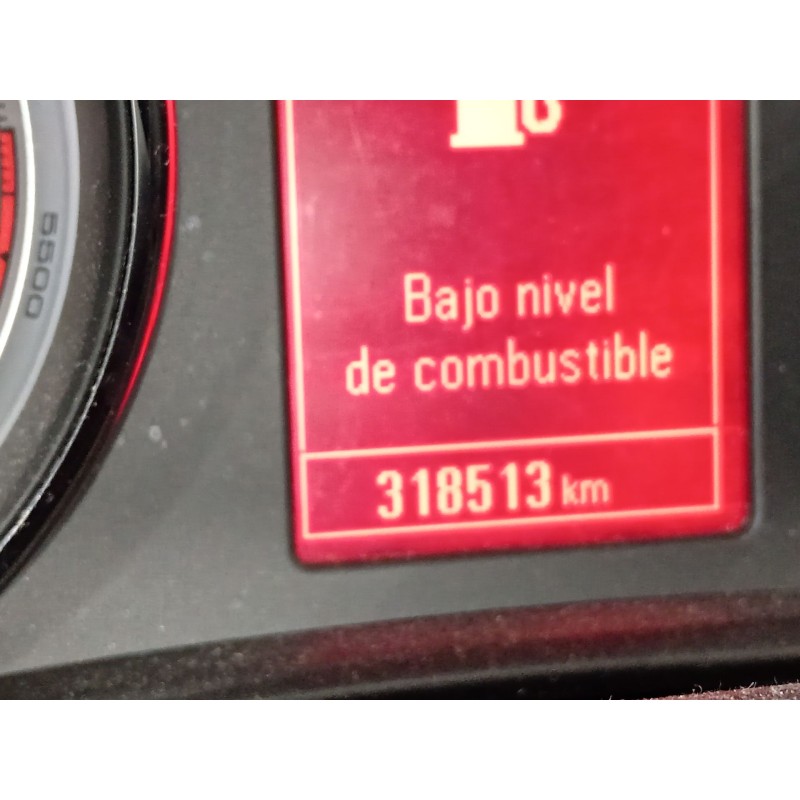 5500
Bajo nivel
de combustible
318513 km